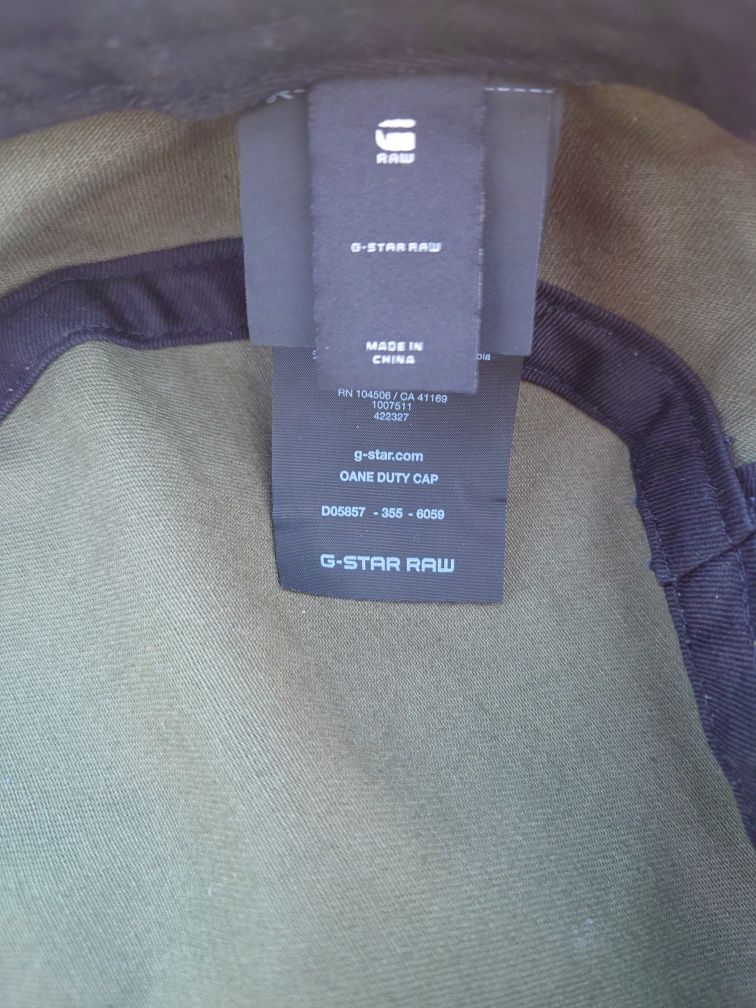 RAW
G-STAR RAW
MADE IN
CHINA
RN 104506 / CA 41169
1007511
422327
g-star.com
OANE DUTY CAP
D05857 - 355 - 6059
G-STAR RAW